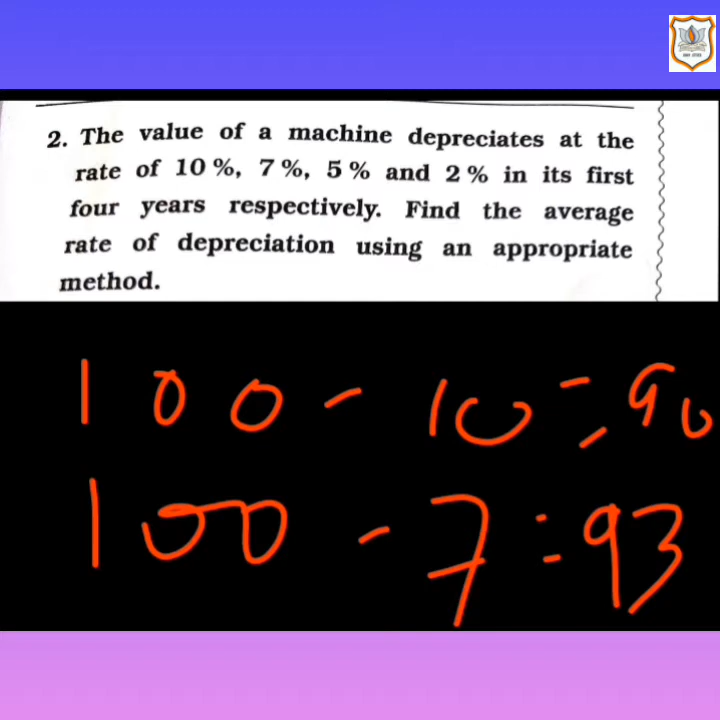 2. The value of a machine depreciates at the
rate of 10 %, 7 %, 5 % and 2 % in its first
four years respectively. Find the average
rate of depreciation using an appropriate
method.
100 - 10 = 90
100 - 7 = 93